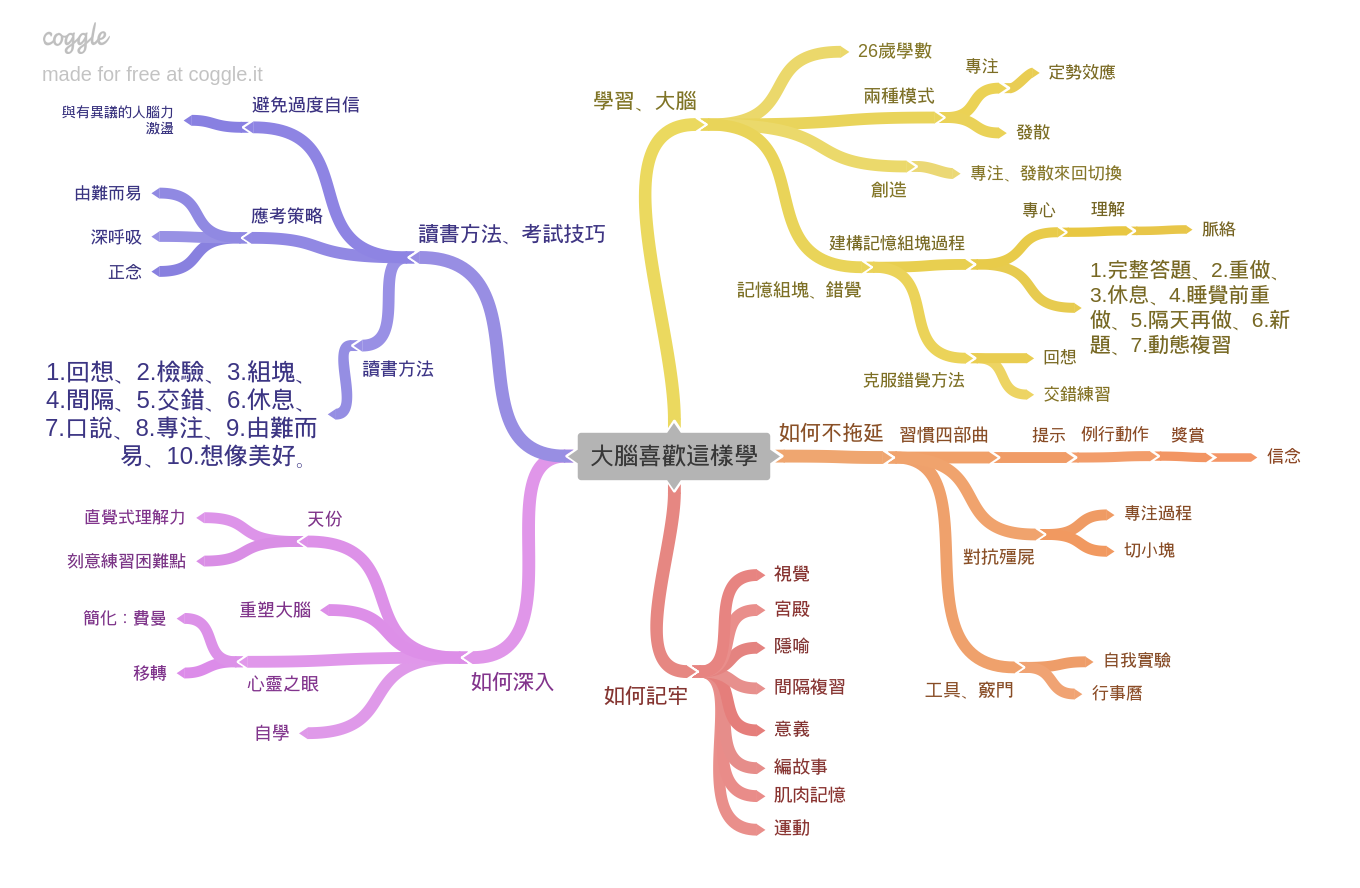 coggle
made for free at coggle.it
大腦喜歡這樣學
學習、大腦
26歲學數
兩種模式
專注
定勢效應
發散
創造
專注、發散來回切換
記憶組塊、錯覺
建構記憶組塊過程
專心
理解
脈絡
1.完整答題、2.重做、
3.休息、4.睡覺前重
做、5.隔天再做、6.新
題、7.動態複習
克服錯覺方法
回想
交錯練習
如何不拖延
習慣四部曲
提示
例行動作
獎賞
信念
對抗殭屍
專注過程
切小塊
工具、竅門
自我實驗
行事曆
如何記牢
視覺
宮殿
隱喻
間隔複習
意義
編故事
肌肉記憶
運動
讀書方法、考試技巧
避免過度自信
與有異議的人腦力
激盪
應考策略
由難而易
深呼吸
正念
讀書方法
1.回想、2.檢驗、3.組塊、
4.間隔、5.交錯、6.休息、
7.口說、8.專注、9.由難而
易、10.想像美好。
如何深入
天份
直覺式理解力
刻意練習困難點
重塑大腦
心靈之眼
簡化：費曼
移轉
自學